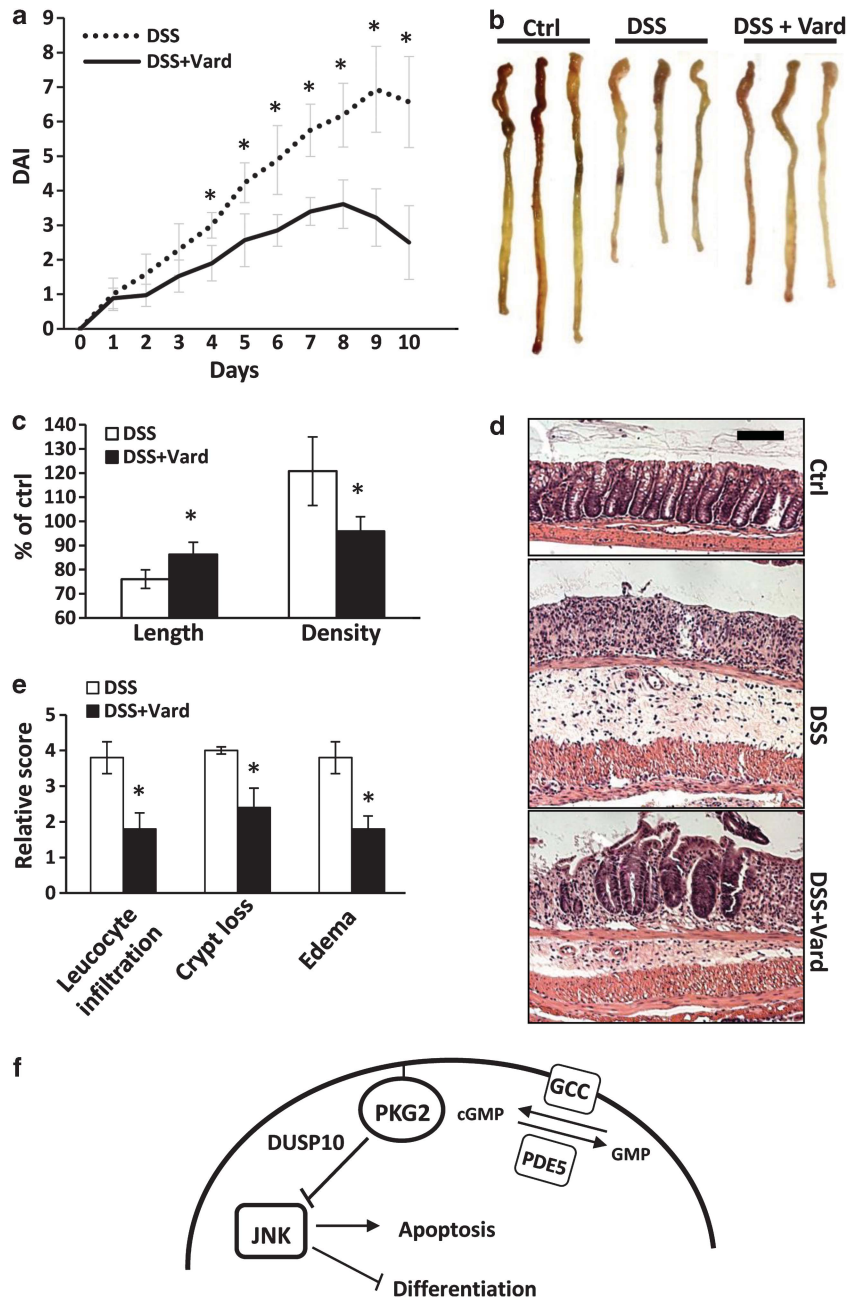 a
9
8
7
6
5
4
3
2
1
0
DAI
DSS
DSS+Vard
* * * * * * *
0 1 2 3 4 5 6 7 8 9 10
Days
b
Ctrl DSS DSS + Vard
c
140
130
120
110
100
90
80
70
60
% of ctrl
DSS
DSS+Vard
* *
Length Density
d
Ctrl
DSS
DSS+Vard
e
DSS
DSS+Vard
5
4
3
2
1
0
Relative score
* * *
Leucocyte
infiltration
Crypt loss
Edema
f
PKG2
cGMP
GCC
GMP
PDE5
DUSP10
JNK
Apoptosis
Differentiation